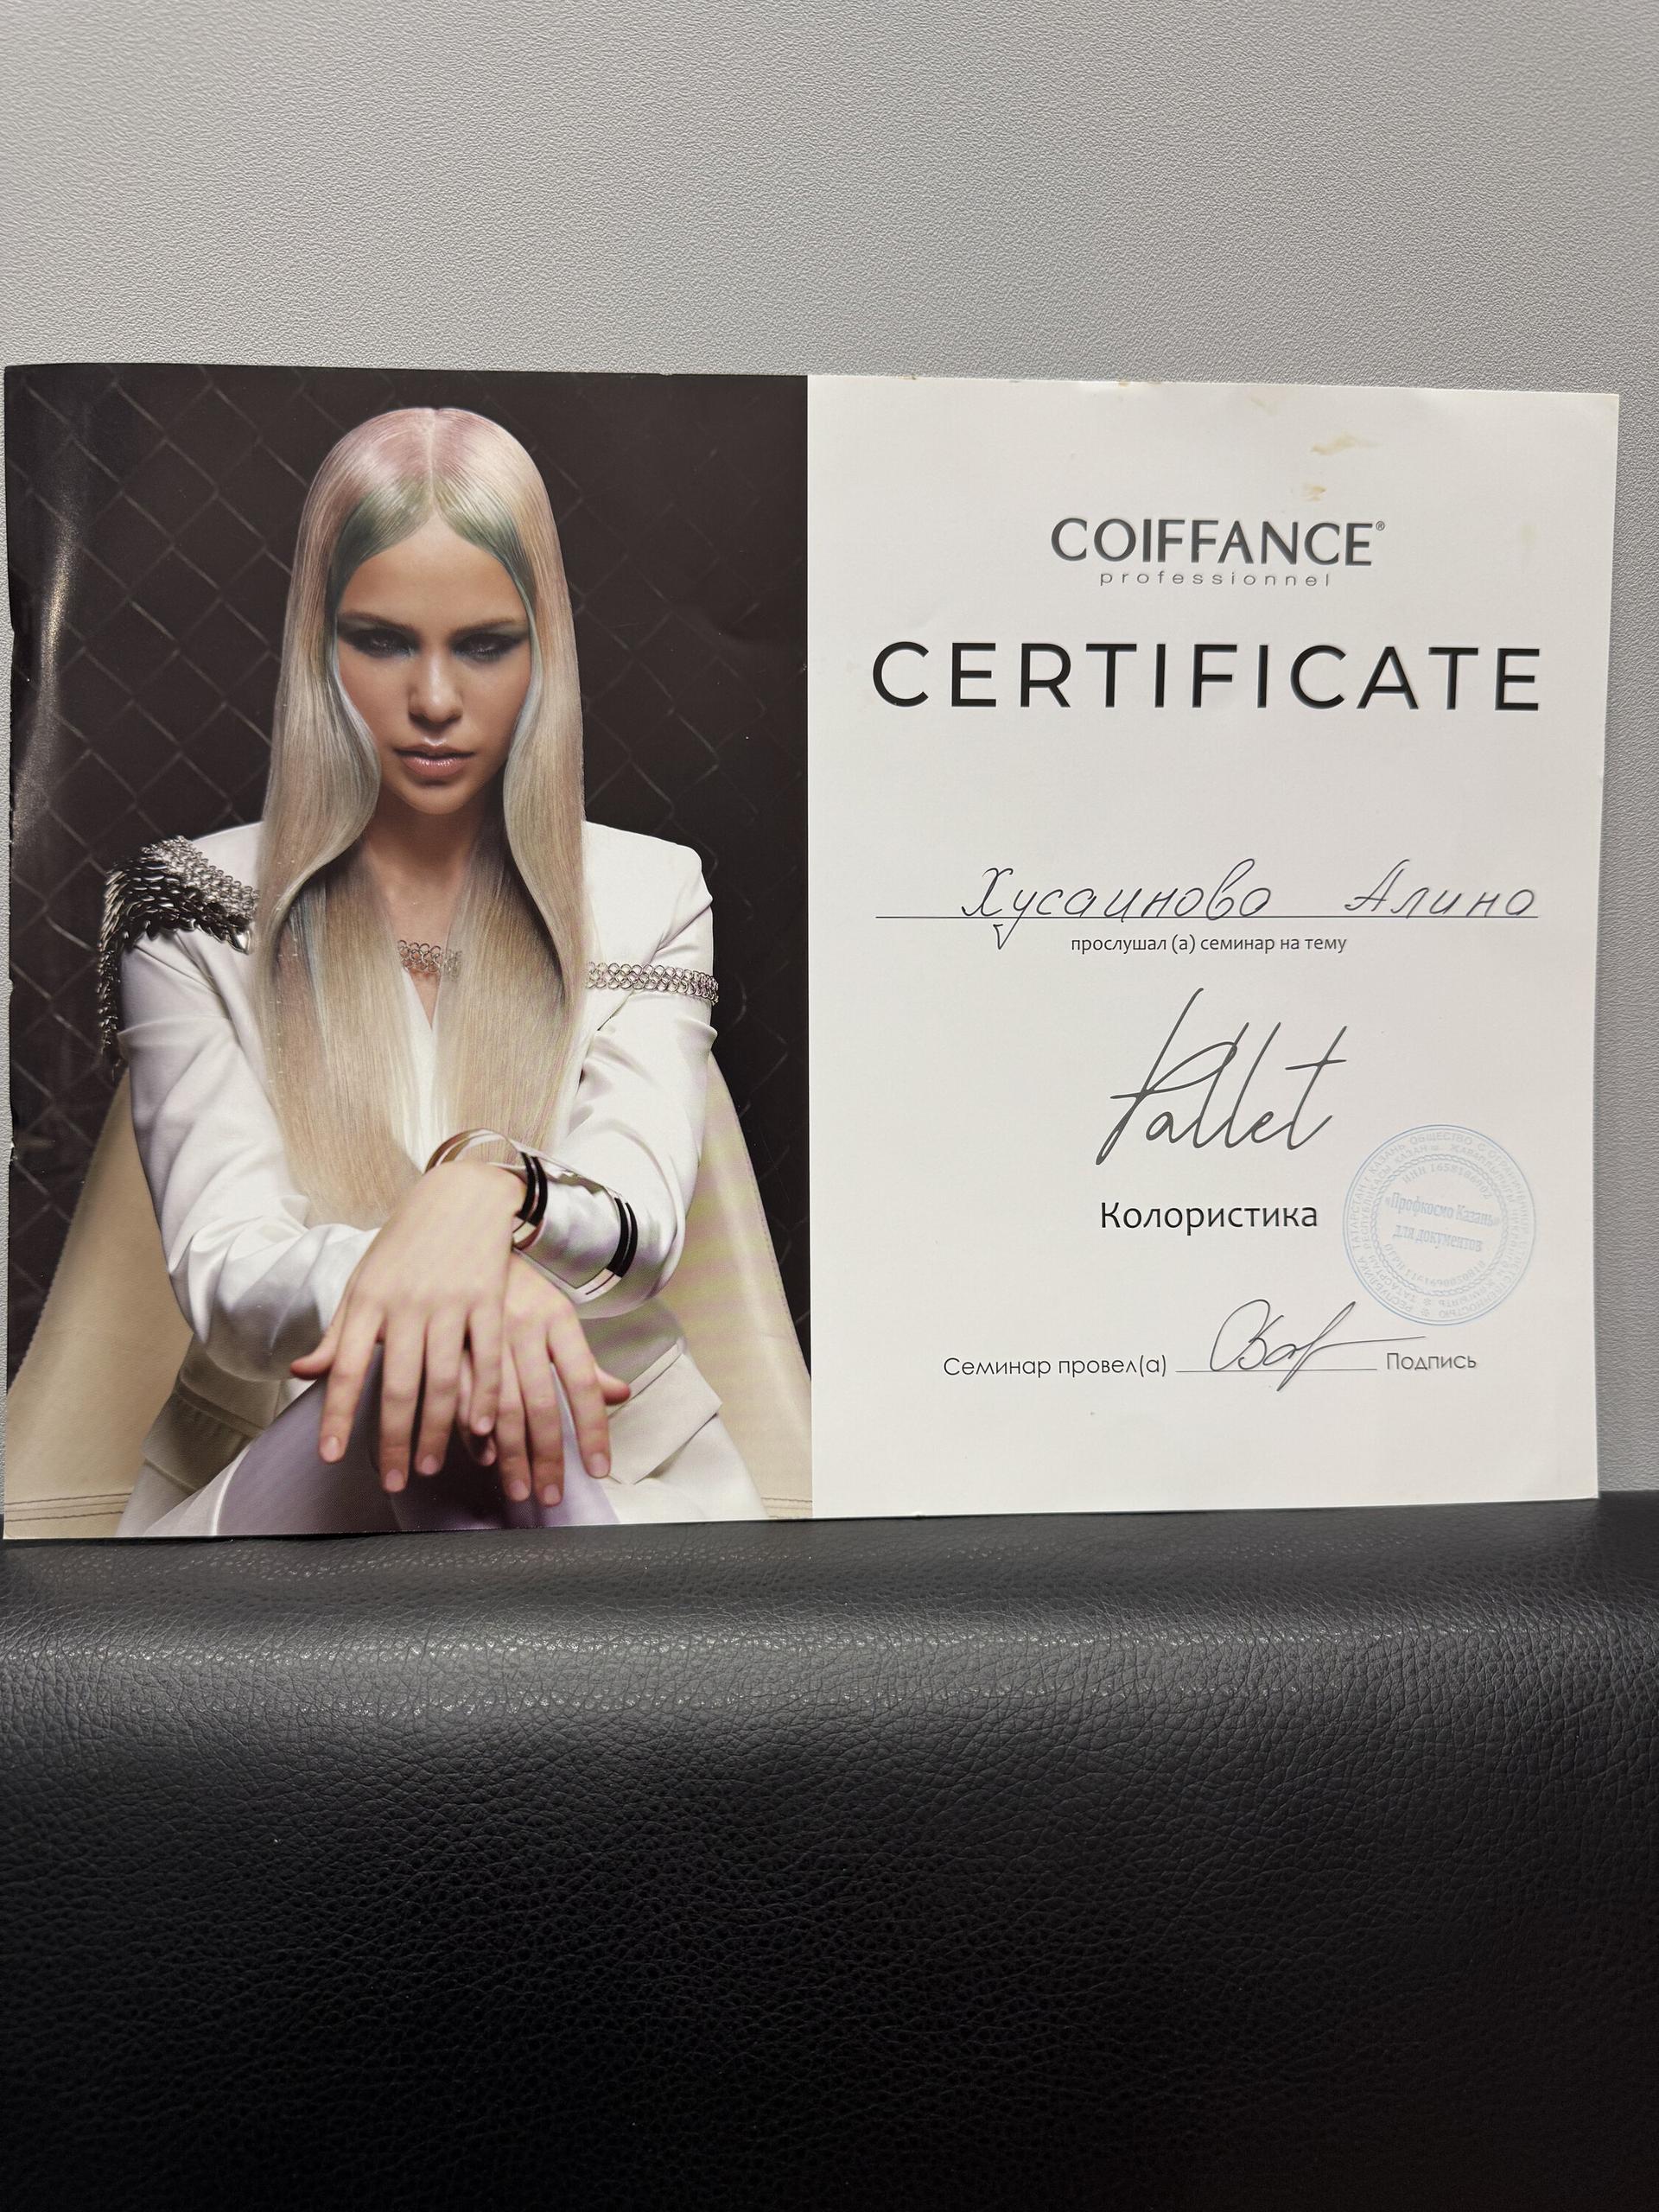 COIFFANCE®
professionnel
CERTIFICATE
Хусаинова Алина
прослушал (а) семинар на тему
Pallet
Колористика
«Профкосмо Казань»
для документов
Семинар провел(а) Подпись